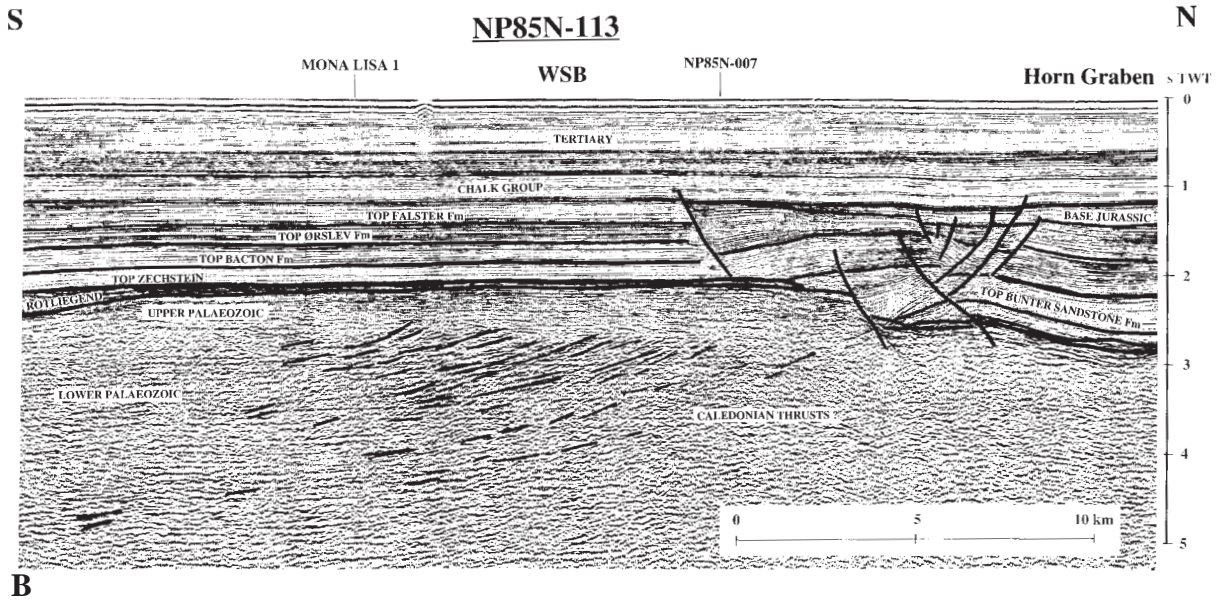 S
NP85N-113
N
MONA LISA 1
WSB
NP85N-007
Horn Graben
s TWT
0
TERTIARY
CHALK GROUP
1
TOP FALSTER Fm
BASE JURASSIC
TOP ØRSLEV Fm
TOP BACTON Fm
2
TOP ZECHSTEIN
ROTLIEGEND
TOP BUNTER SANDSTONE Fm
UPPER PALAEOZOIC
3
LOWER PALAEOZOIC
CALEDONIAN THRUSTS ?
4
0 5 10 km
5
B